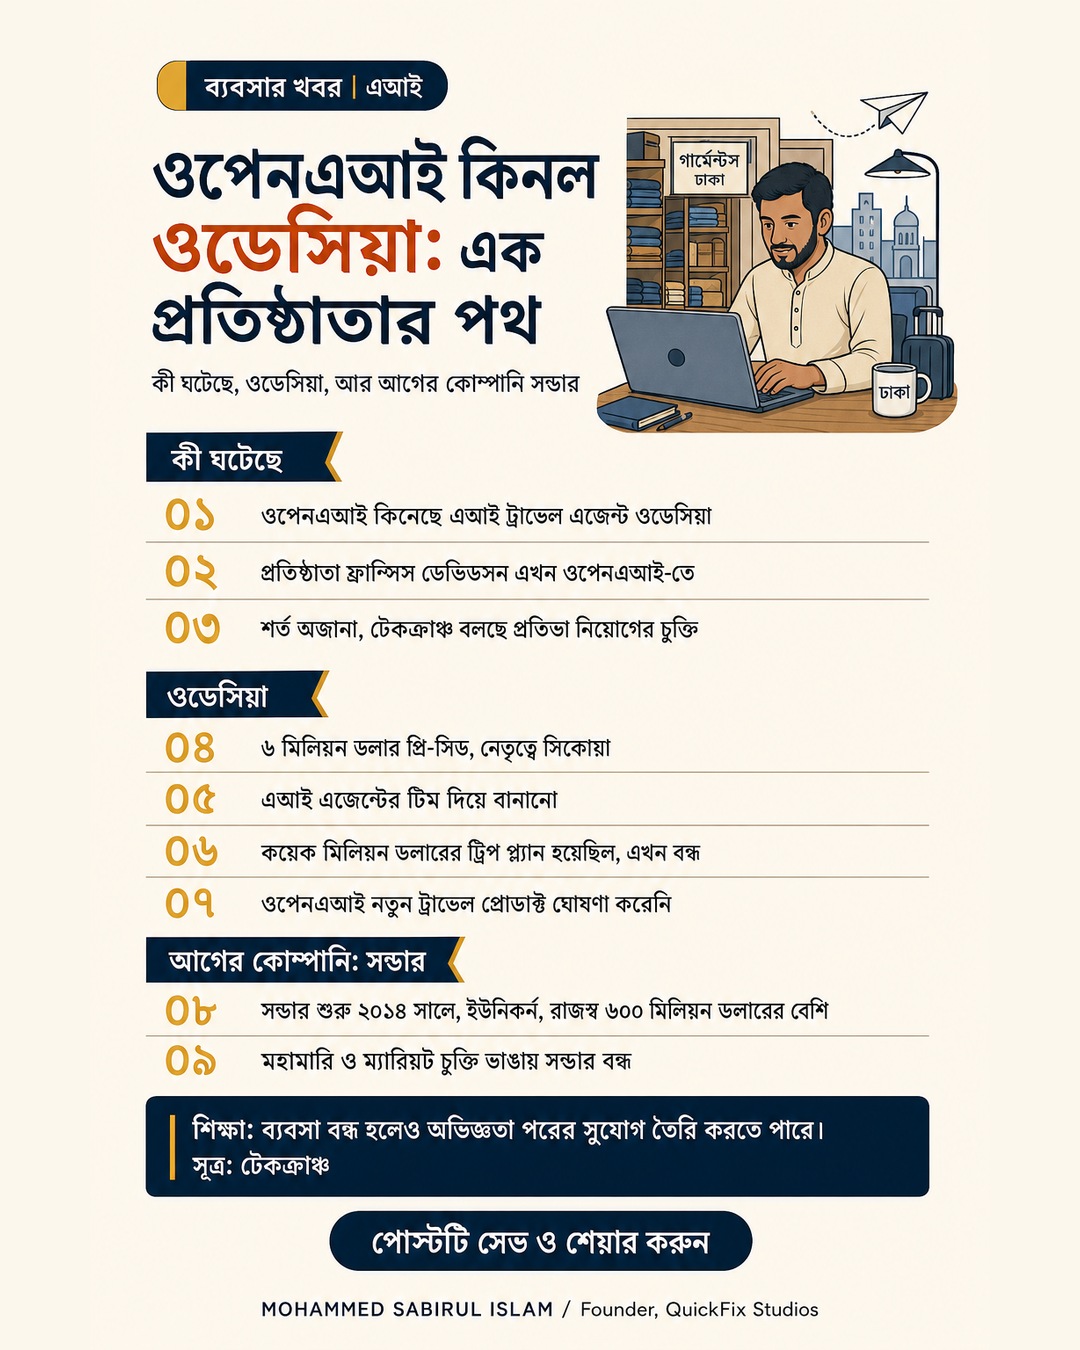 ব্যবসার খবর | এআই
ওপেনএআই কিনল
ওডেসিয়া: এক
প্রতিষ্ঠাতার পথ
কী ঘটেছে, ওডেসিয়া, আর আগের কোম্পানি সন্ডার
গার্মেন্টস
ঢাকা
ঢাকা
কী ঘটেছে
০১ ওপেনএআই কিনেছে এআই ট্রাভেল এজেন্ট ওডেসিয়া
০২ প্রতিষ্ঠাতা ফ্রান্সিস ডেভিডসন এখন ওপেনএআই-তে
০৩ শর্ত অজানা, টেকক্রাঞ্চ বলছে প্রতিভা নিয়োগের চুক্তি
ওডেসিয়া
০৪ ৬ মিলিয়ন ডলার প্রি-সিড, নেতৃত্বে সিকোয়া
০৫ এআই এজেন্টের টিম দিয়ে বানানো
০৬ কয়েক মিলিয়ন ডলারের ট্রিপ প্ল্যান হয়েছিল, এখন বন্ধ
০৭ ওপেনএআই নতুন ট্রাভেল প্রোডাক্ট ঘোষণা করেনি
আগের কোম্পানি: সন্ডার
০৮ সন্ডার শুরু ২০১৪ সালে, ইউনিকর্ন, রাজস্ব ৬০০ মিলিয়ন ডলারের বেশি
০৯ মহামারি ও ম্যারিয়ট চুক্তি ভাঙায় সন্ডার বন্ধ
শিক্ষা: ব্যবসা বন্ধ হলেও অভিজ্ঞতা পরের সুযোগ তৈরি করতে পারে।
সূত্র: টেকক্রাঞ্চ
পোস্টটি সেভ ও শেয়ার করুন
MOHAMMED SABIRUL ISLAM / Founder, QuickFix Studios